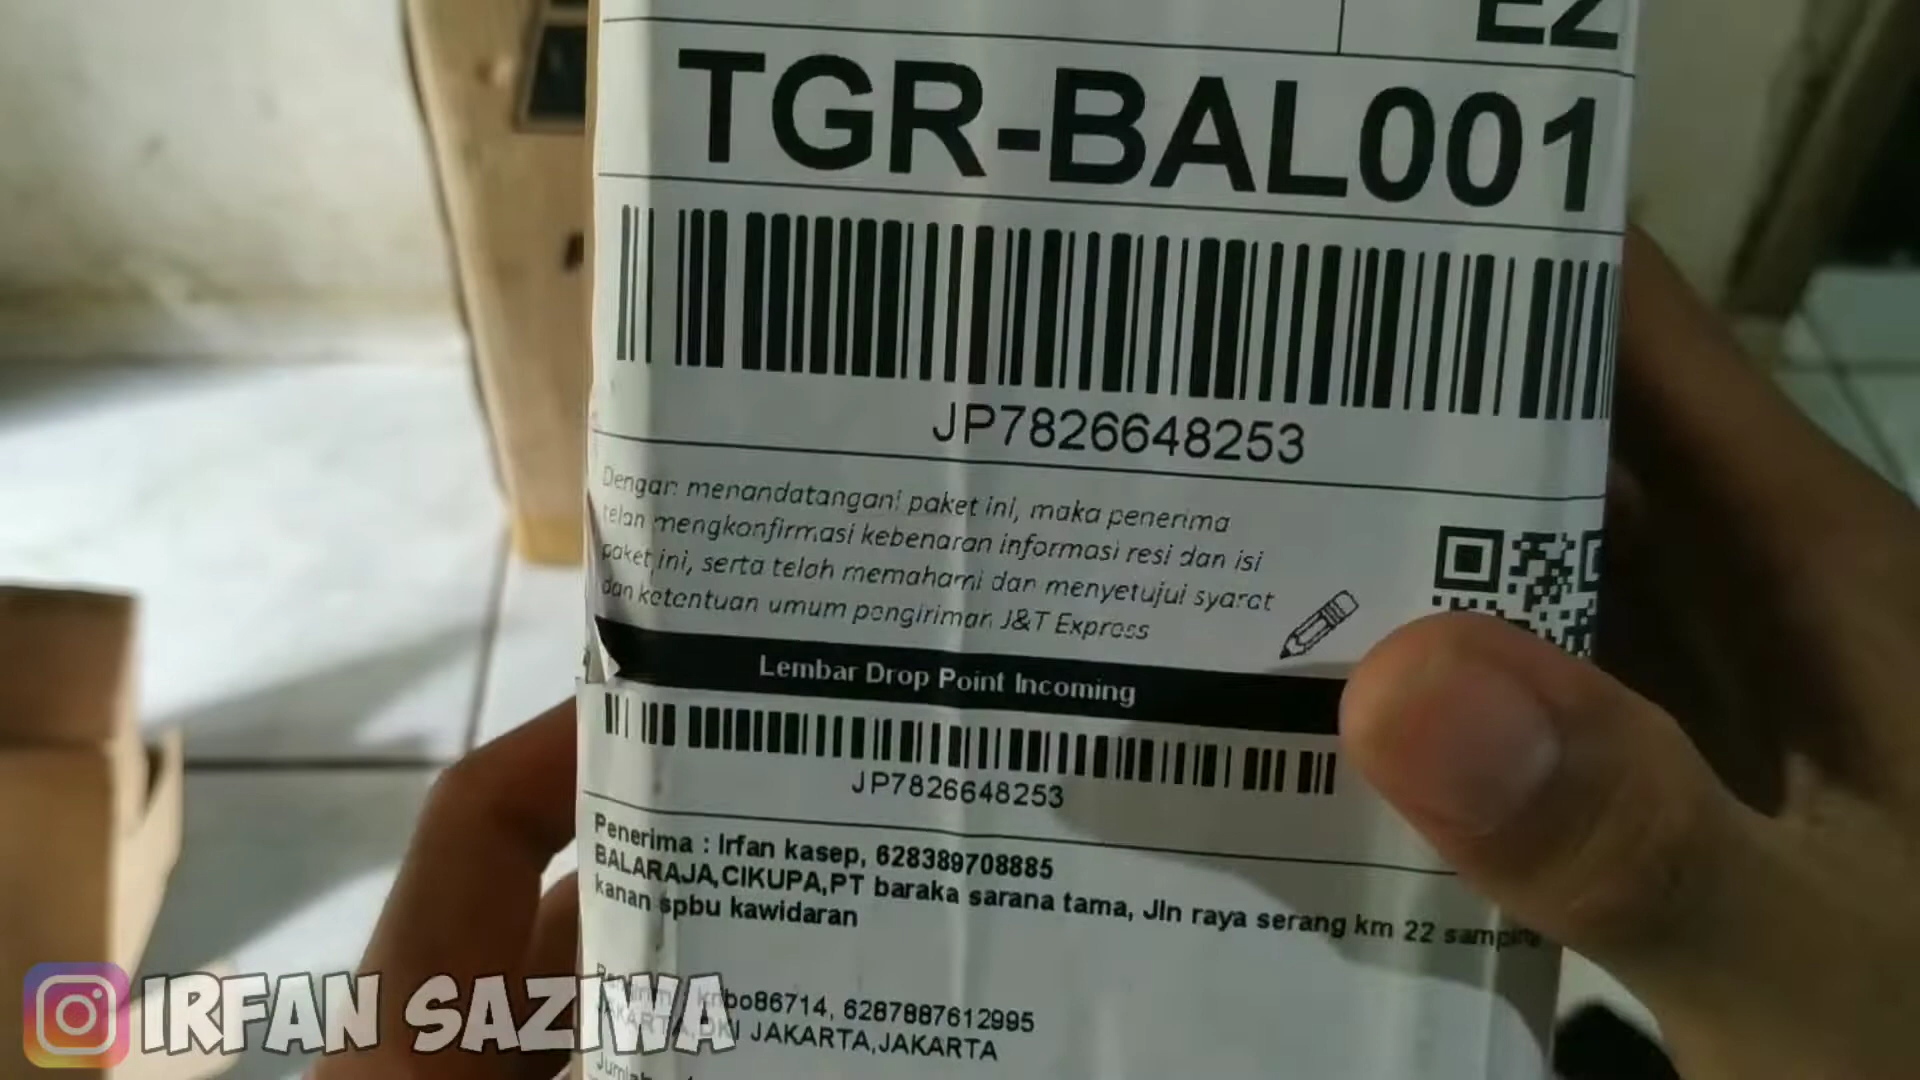 EZ
TGR-BAL001
JP7826648253
Dengan menandatangani paket ini, maka penerima
telah mengkonfirmasi kebenaran informasi resi dan isi
paket ini, serta telah memahami dan menyetujui syarat
dan ketentuan umum pengiriman J&T Express
Lembar Drop Point Incoming
JP7826648253
Penerima : Irfan kasep, 628389708885
BALARAJA,CIKUPA,PT baraka sarana tama, Jln raya serang km 22 samping
kanan spbu kawidaran
knbo86714, 6287887612995
JAKARTA,DKI JAKARTA,JAKARTA
IRFAN SAZIWA